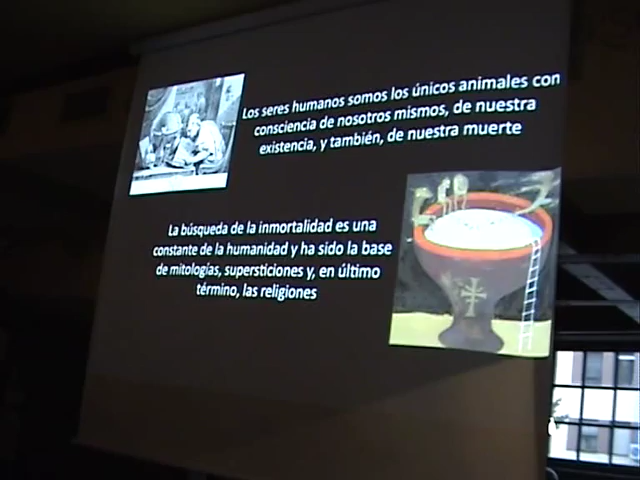 Los seres humanos somos los únicos animales con
consciencia de nosotros mismos, de nuestra
existencia, y también, de nuestra muerte
La búsqueda de la inmortalidad es una
constante de la humanidad y ha sido la base
de mitologías, supersticiones y, en último
término, las religiones